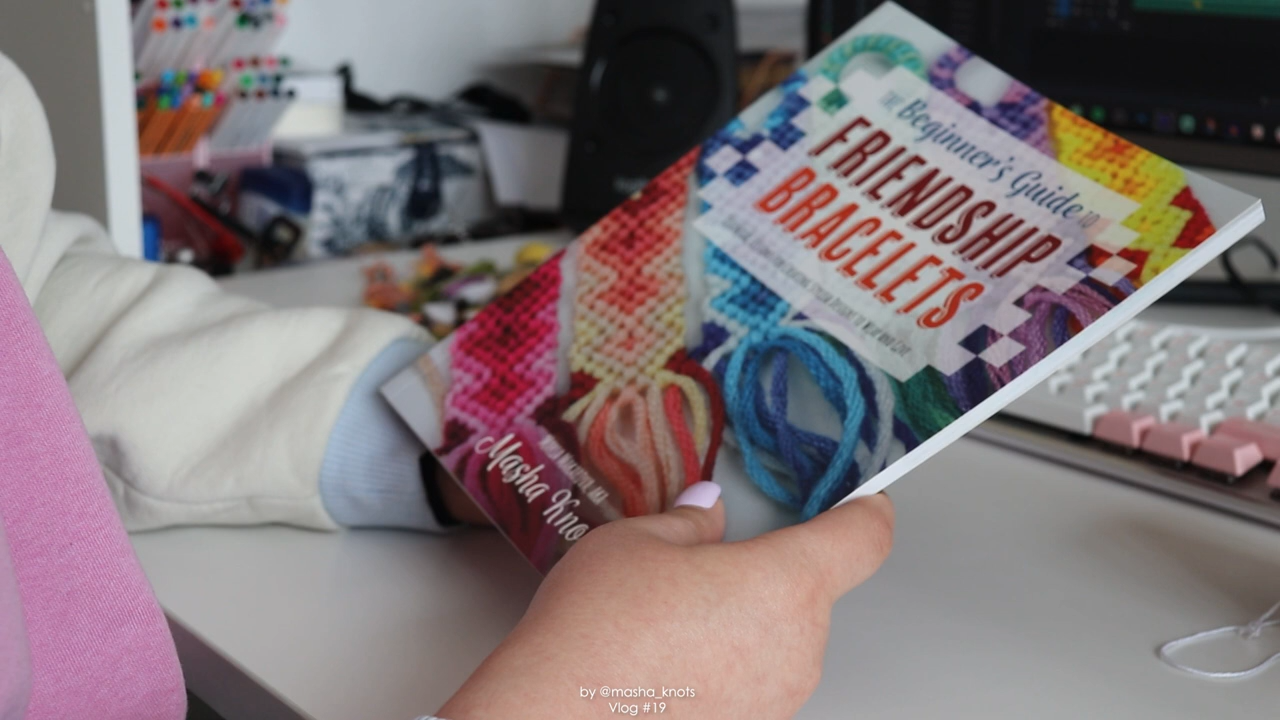 THE Beginner's Guide to
FRIENDSHIP
BRACELETS
Masha Kno
by @masha_knots
Vlog #19